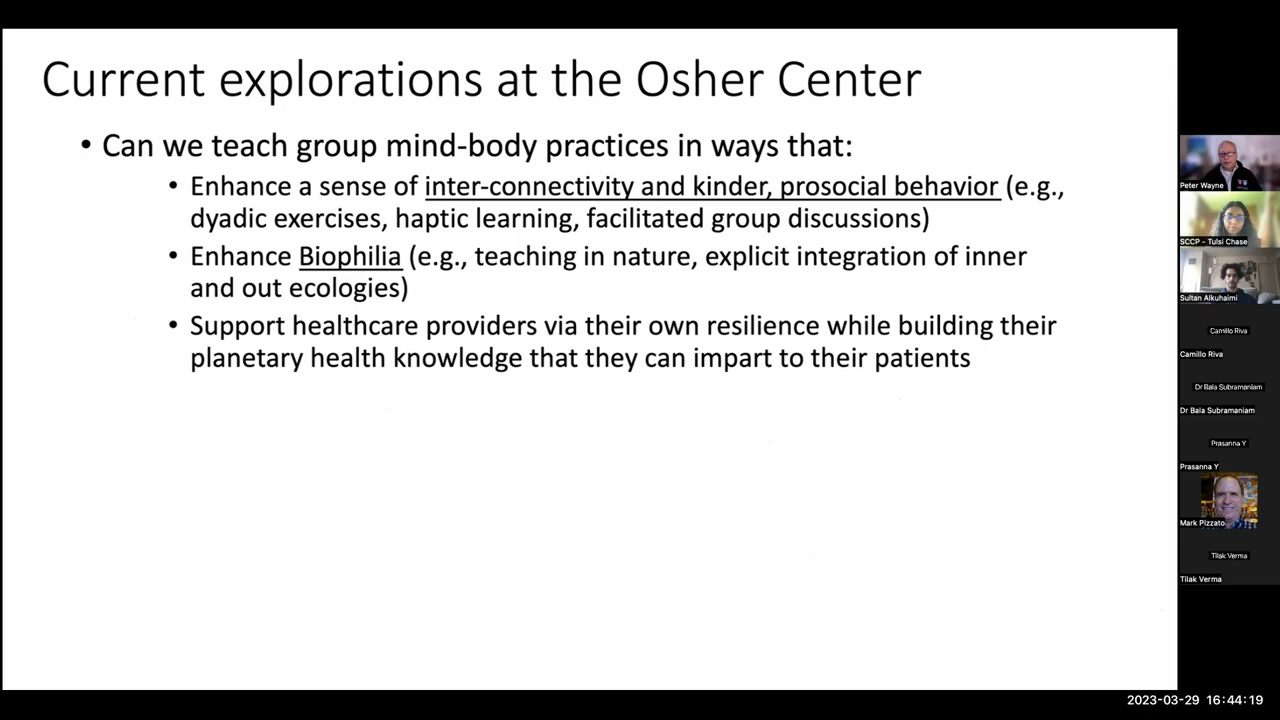 Current explorations at the Osher Center
• Can we teach group mind-body practices in ways that:
• Enhance a sense of inter-connectivity and kinder, prosocial behavior (e.g.,
dyadic exercises, haptic learning, facilitated group discussions)
• Enhance Biophilia (e.g., teaching in nature, explicit integration of inner
and out ecologies)
• Support healthcare providers via their own resilience while building their
planetary health knowledge that they can impart to their patients
Peter Wayne
SCCP - Tulsi Chase
Sultan Alkuhaimi
Camillo Riva
Camillo Riva
Dr Bala Subramaniam
Dr Bala Subramaniam
Prasanna Y
Prasanna Y
Mark Pizzato
Tilak Verma
Tilak Verma
2023-03-29 16:44:19